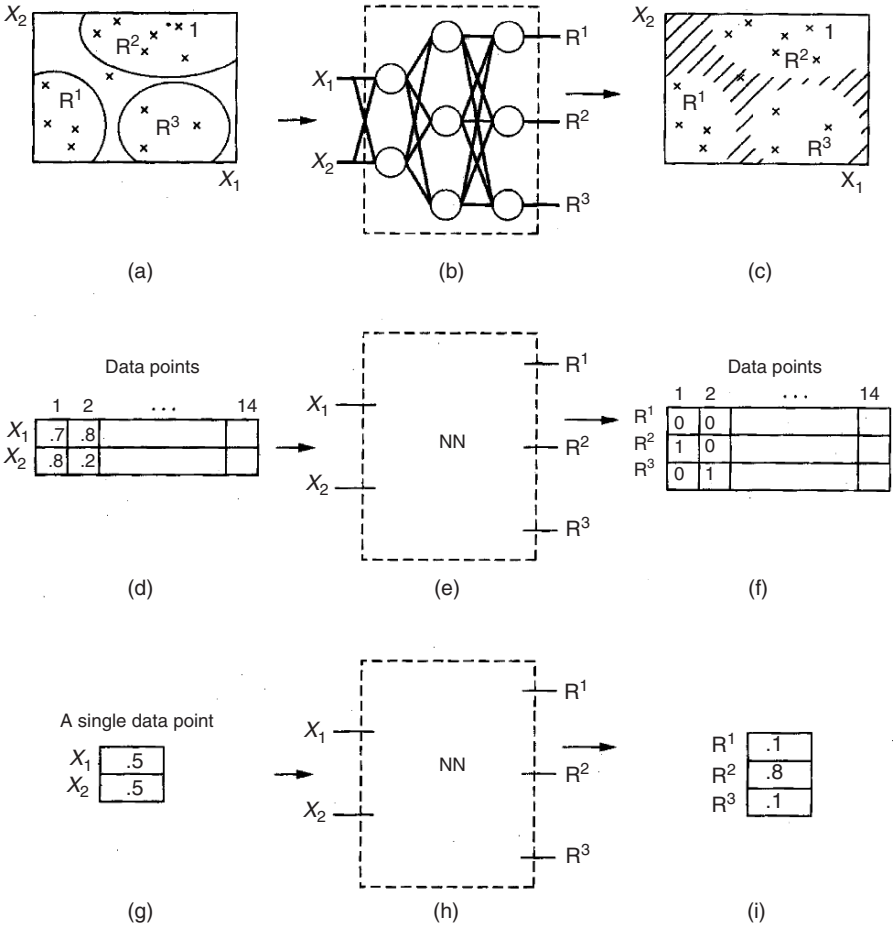 X₂
1
R²
R¹
R³
X₁
(a)
X₁
X₂
R¹
R²
R³
(b)
X₂
1
R²
R¹
R³
X₁
(c)
Data points
1 2 ... 14
X₁ .7 .8
X₂ .8 .2
(d)
X₁
X₂
NN
R¹
R²
R³
(e)
Data points
1 2 ... 14
R¹ 0 0
R² 1 0
R³ 0 1
(f)
A single data point
X₁ .5
X₂ .5
(g)
X₁
X₂
NN
R¹
R²
R³
(h)
R¹ .1
R² .8
R³ .1
(i)